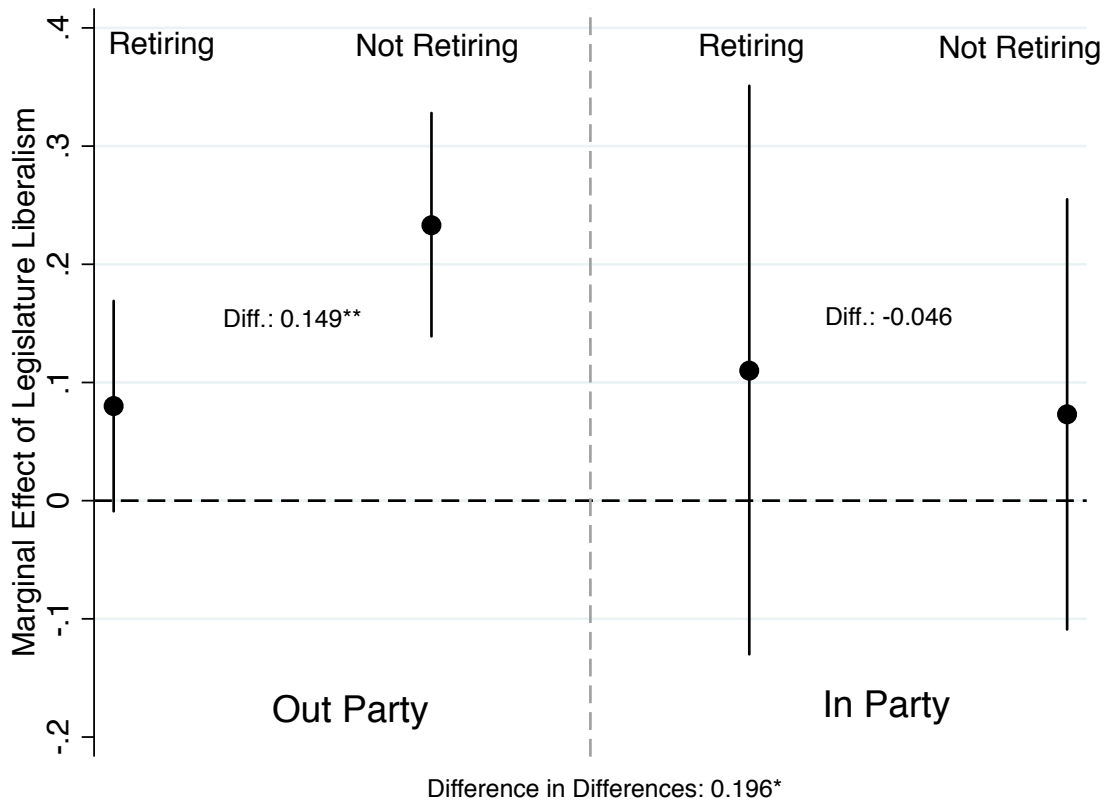 Marginal Effect of Legislature Liberalism
.4
.3
.2
.1
0
-.1
-.2
Retiring
Not Retiring
Retiring
Not Retiring
Diff.: 0.149**
Diff.: -0.046
Out Party
In Party
Difference in Differences: 0.196*